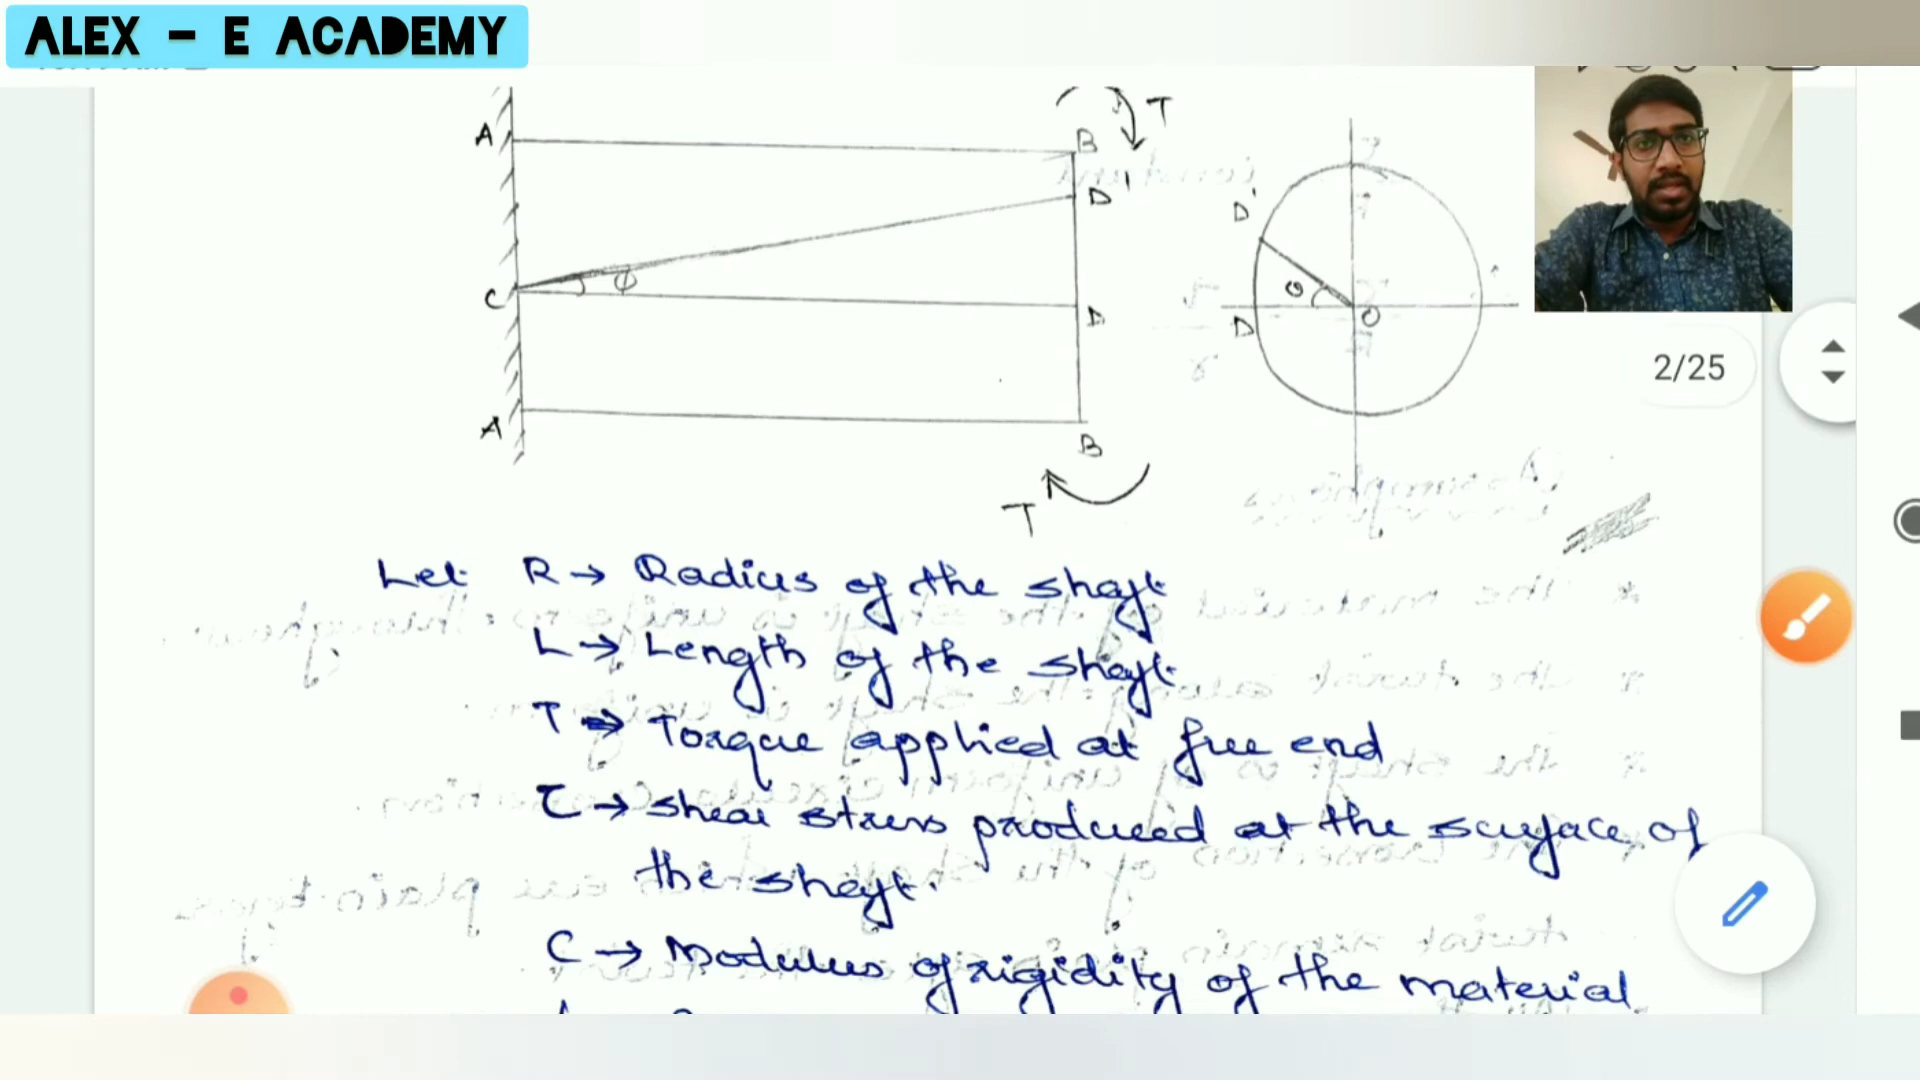 ALEX - E ACADEMY
A
B
T
D'
C
φ
D
A
B
T
D'
θ
O
D
2/25
Let R → Radius of the shaft
L → Length of the shaft
T → Torque applied at free end
τ → shear stress produced at the surface of
the shaft.
C → Modulus of rigidity of the material